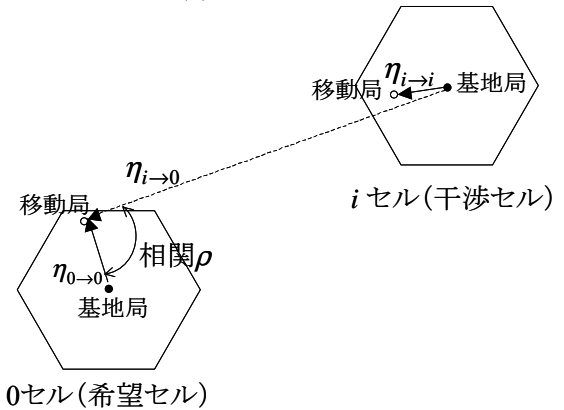 η_{i→i}
移動局
基地局
η_{i→0}
i セル(干渉セル)
移動局
相関ρ
η_{0→0}
基地局
0セル(希望セル)